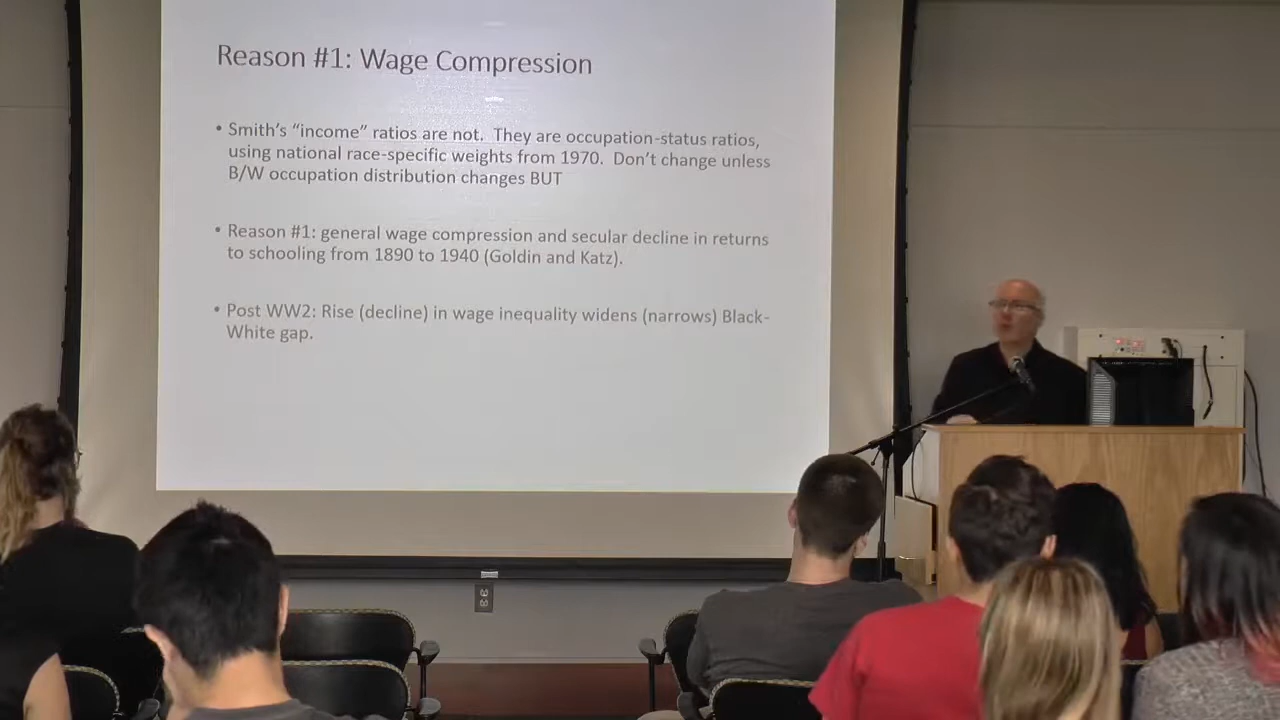 Reason #1: Wage Compression
• Smith's "income" ratios are not.  They are occupation-status ratios,
using national race-specific weights from 1970.  Don't change unless
B/W occupation distribution changes BUT
• Reason #1: general wage compression and secular decline in returns
to schooling from 1890 to 1940 (Goldin and Katz).
• Post WW2: Rise (decline) in wage inequality widens (narrows) Black-
White gap.